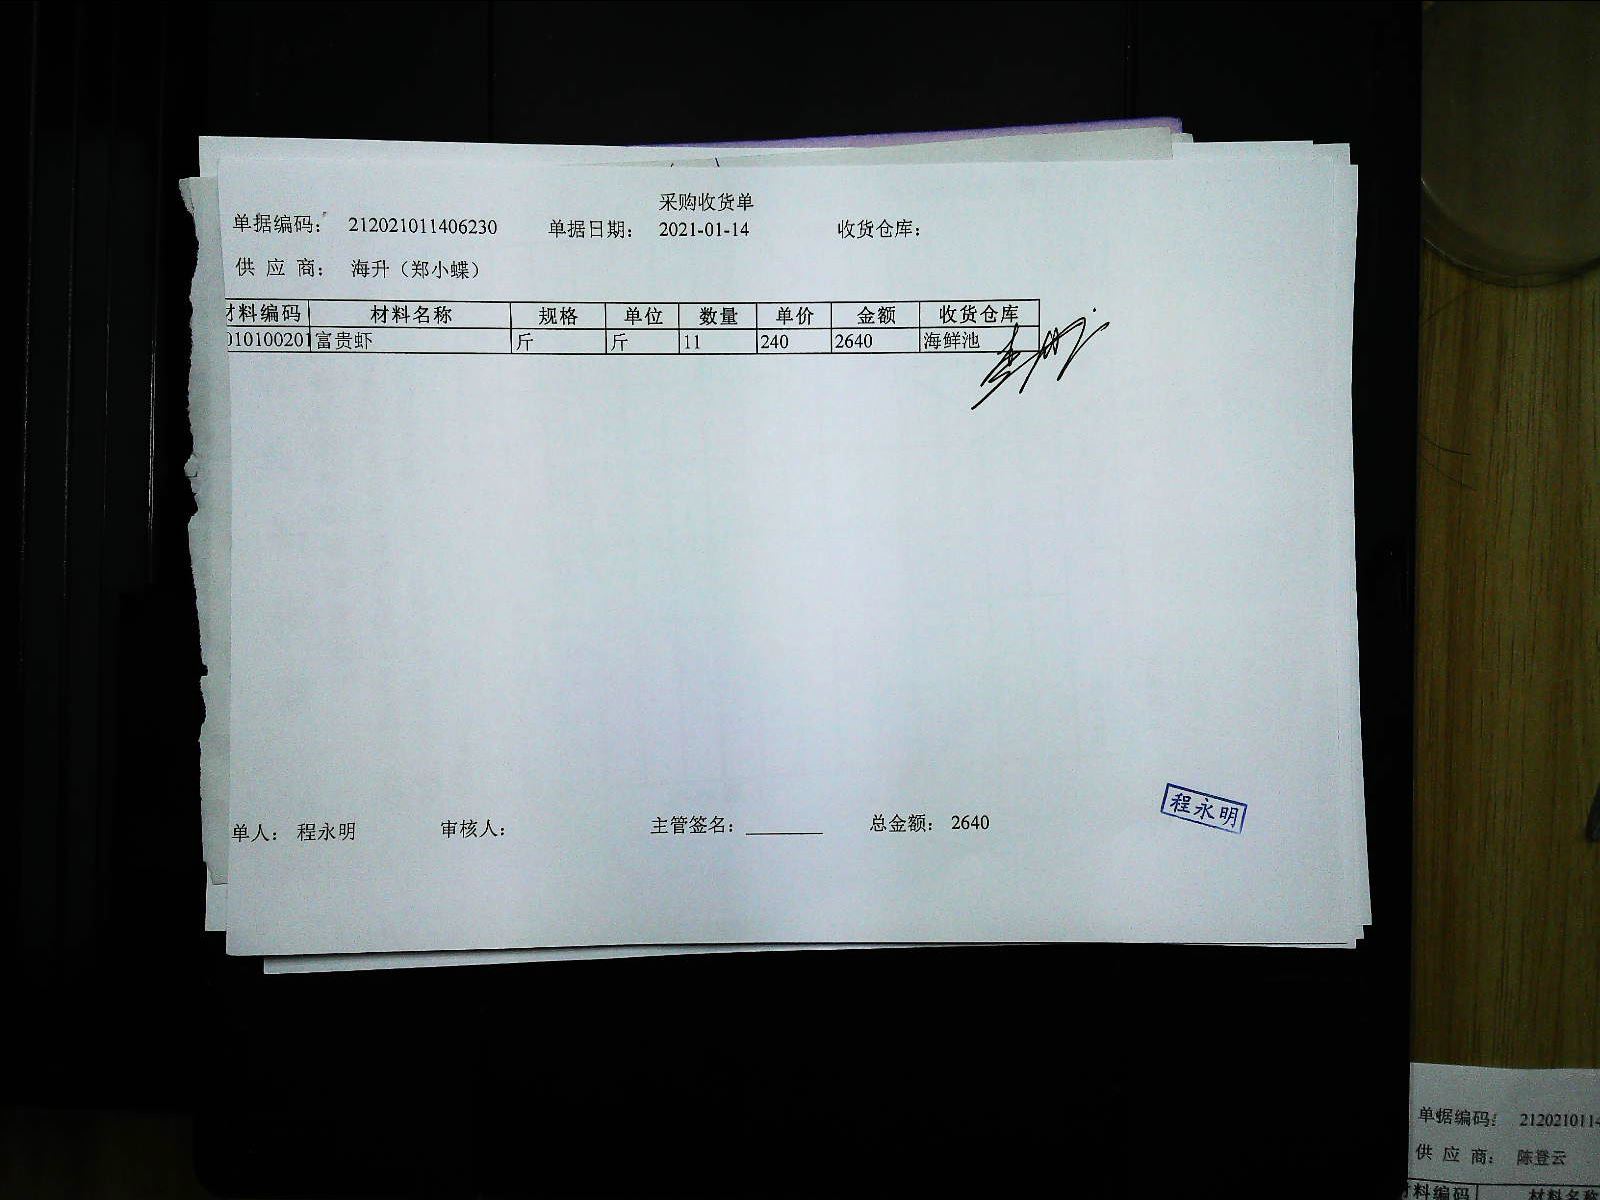 采购收货单
单据编码： 212021011406230 单据日期： 2021-01-14 收货仓库：
供 应 商： 海升（郑小蝶）
材料编码 材料名称 规格 单位 数量 单价 金额 收货仓库
010100201 富贵虾 斤 斤 11 240 2640 海鲜池
单人： 程永明 审核人： 主管签名： 总金额： 2640
程永明
单据编码： 212021011
供 应 商： 陈登云
材料编码 材料名称